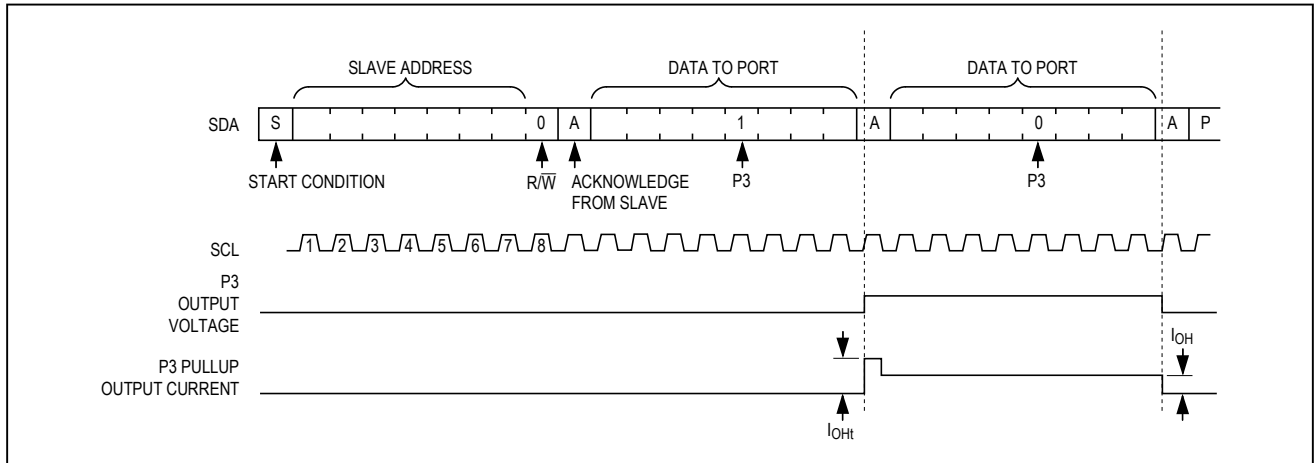 SLAVE ADDRESS DATA TO PORT DATA TO PORT
SDA S 0 A 1 A 0 A P
START CONDITION R/W̅ ACKNOWLEDGE FROM SLAVE P3 P3
SCL 1 2 3 4 5 6 7 8
P3
OUTPUT
VOLTAGE
IOH
P3 PULLUP
OUTPUT CURRENT
IOHt